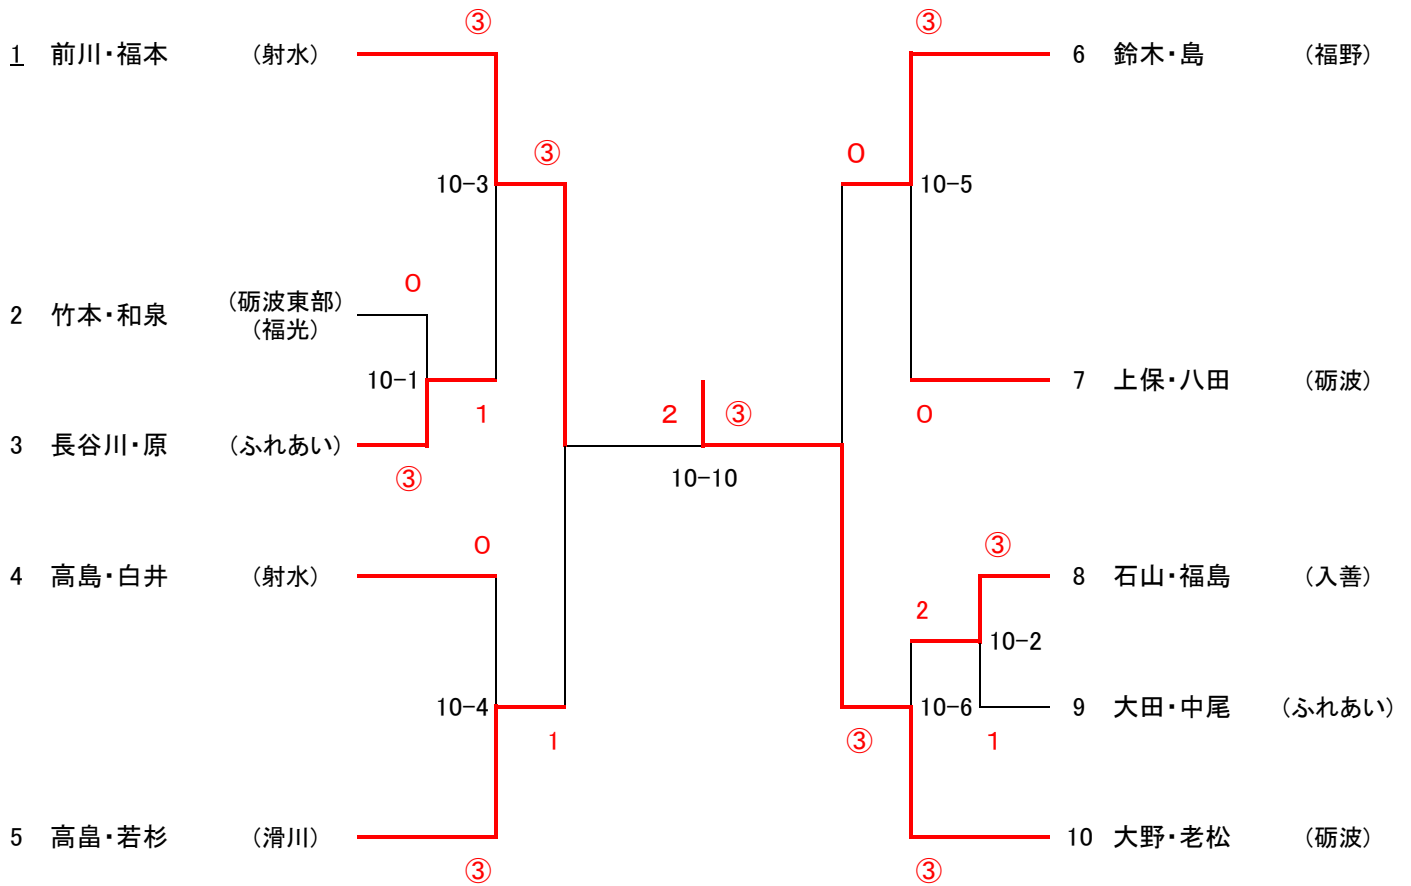 ③
1 前川・福本 (射水)
③
10-3
0
2 竹本・和泉 (砺波東部)
(福光)
10-1
1
3 長谷川・原 (ふれあい)
③
0
4 高島・白井 (射水)
10-4
1
5 高畠・若杉 (滑川)
③
2 ③
10-10
③
6 鈴木・島 (福野)
0
10-5
7 上保・八田 (砺波)
0
③
8 石山・福島 (入善)
2
10-2
10-6
9 大田・中尾 (ふれあい)
③ 1
10 大野・老松 (砺波)
③